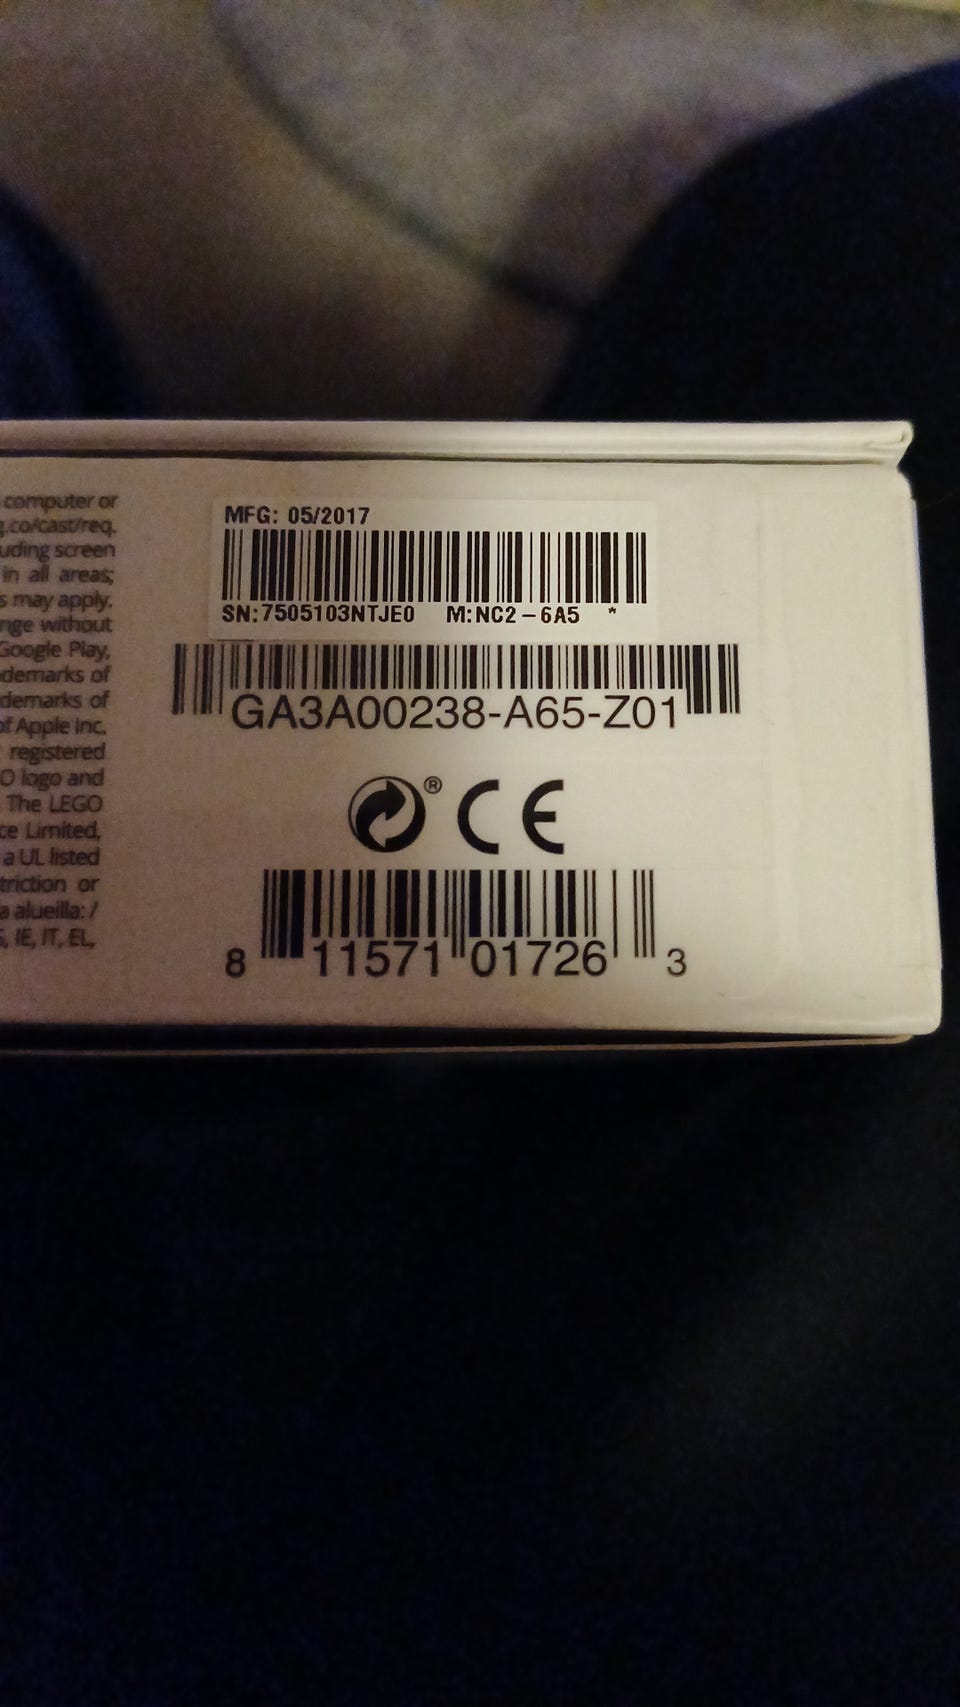 computer or
g.co/cast/req.
uding screen
in all areas;
s may apply.
nge without
Google Play,
ademarks of
demarks of
of Apple Inc.
registered
O logo and
The LEGO
ce Limited,
a UL listed
triction or
a alueilla: /
S, IE, IT, EL,
MFG: 05/2017
SN:7505103NTJE0 M:NC2-6A5 *
GA3A00238-A65-Z01
® CE
8 11571 01726 3